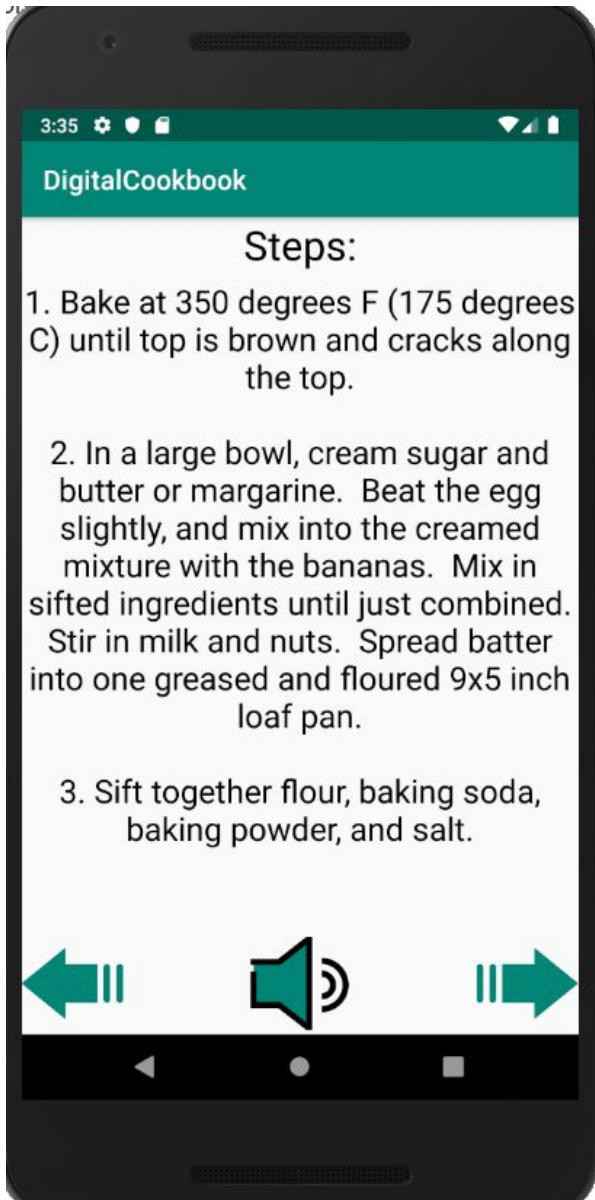 3:35
DigitalCookbook
Steps:
1. Bake at 350 degrees F (175 degrees
C) until top is brown and cracks along
the top.
2. In a large bowl, cream sugar and
butter or margarine.  Beat the egg
slightly, and mix into the creamed
mixture with the bananas.  Mix in
sifted ingredients until just combined.
Stir in milk and nuts.  Spread batter
into one greased and floured 9x5 inch
loaf pan.
3. Sift together flour, baking soda,
baking powder, and salt.